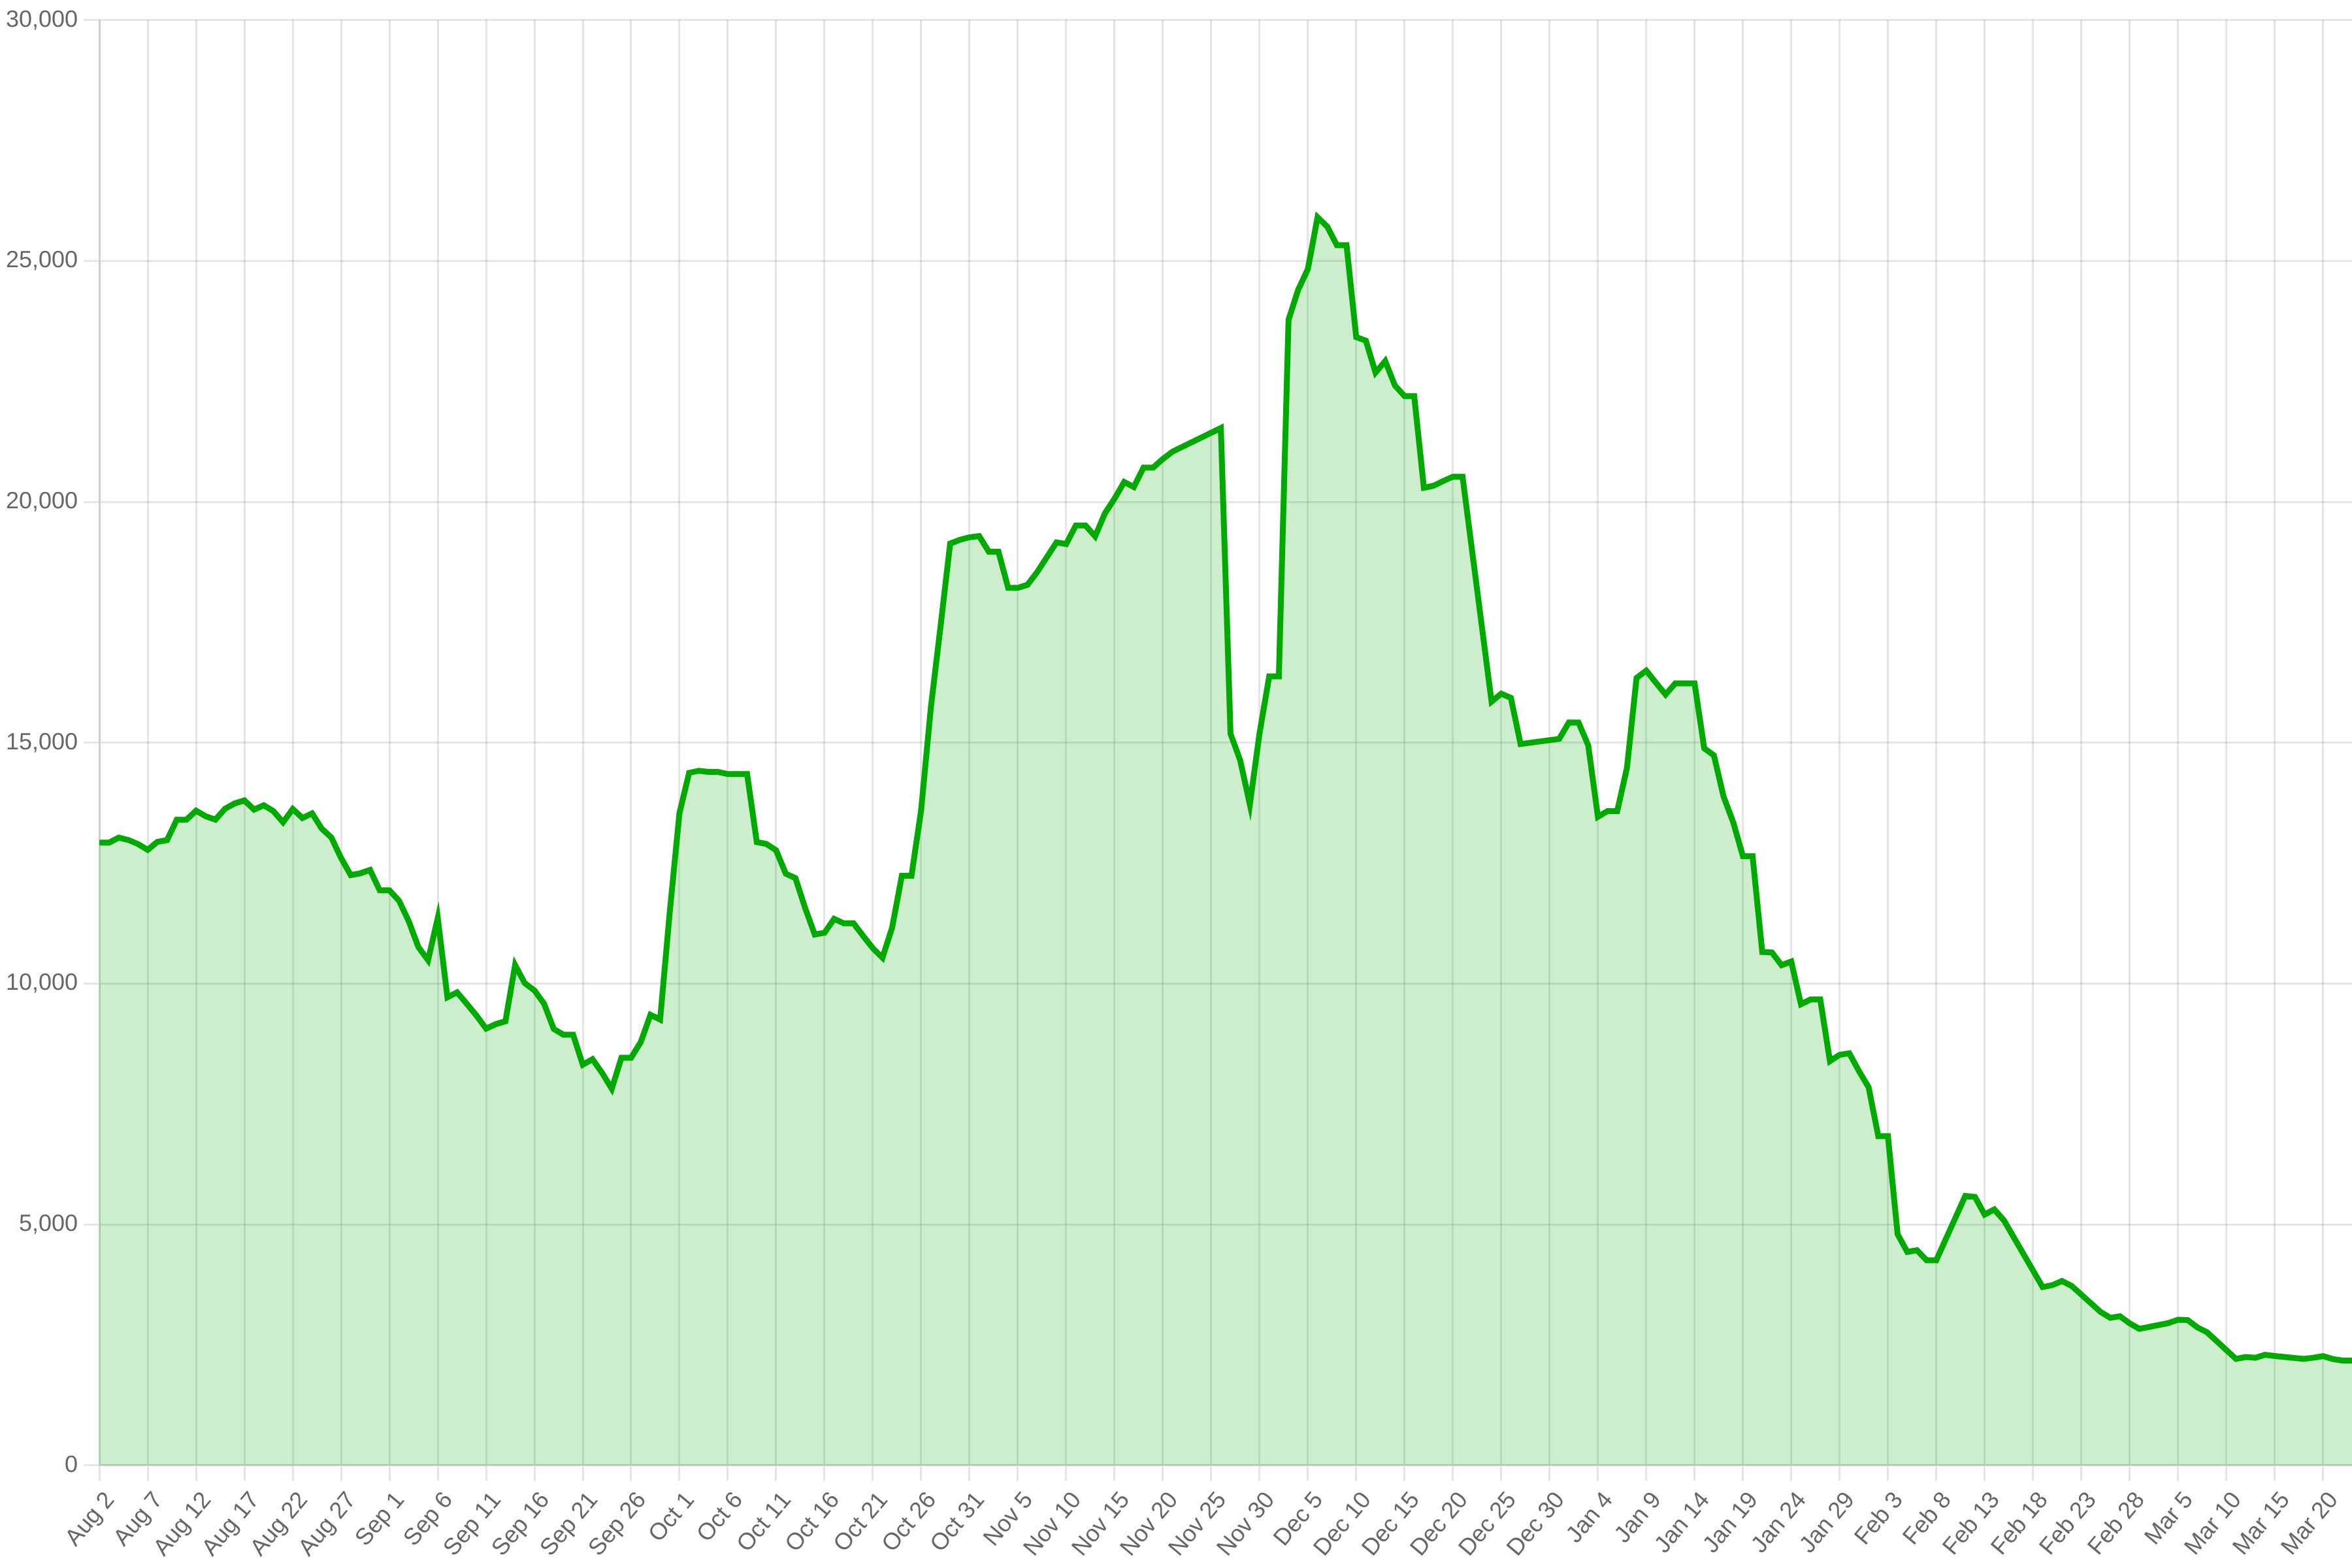 30,000
25,000
20,000
15,000
10,000
5,000
0
Aug 2
Aug 7
Aug 12
Aug 17
Aug 22
Aug 27
Sep 1
Sep 6
Sep 11
Sep 16
Sep 21
Sep 26
Oct 1
Oct 6
Oct 11
Oct 16
Oct 21
Oct 26
Oct 31
Nov 5
Nov 10
Nov 15
Nov 20
Nov 25
Nov 30
Dec 5
Dec 10
Dec 15
Dec 20
Dec 25
Dec 30
Jan 4
Jan 9
Jan 14
Jan 19
Jan 24
Jan 29
Feb 3
Feb 8
Feb 13
Feb 18
Feb 23
Feb 28
Mar 5
Mar 10
Mar 15
Mar 20